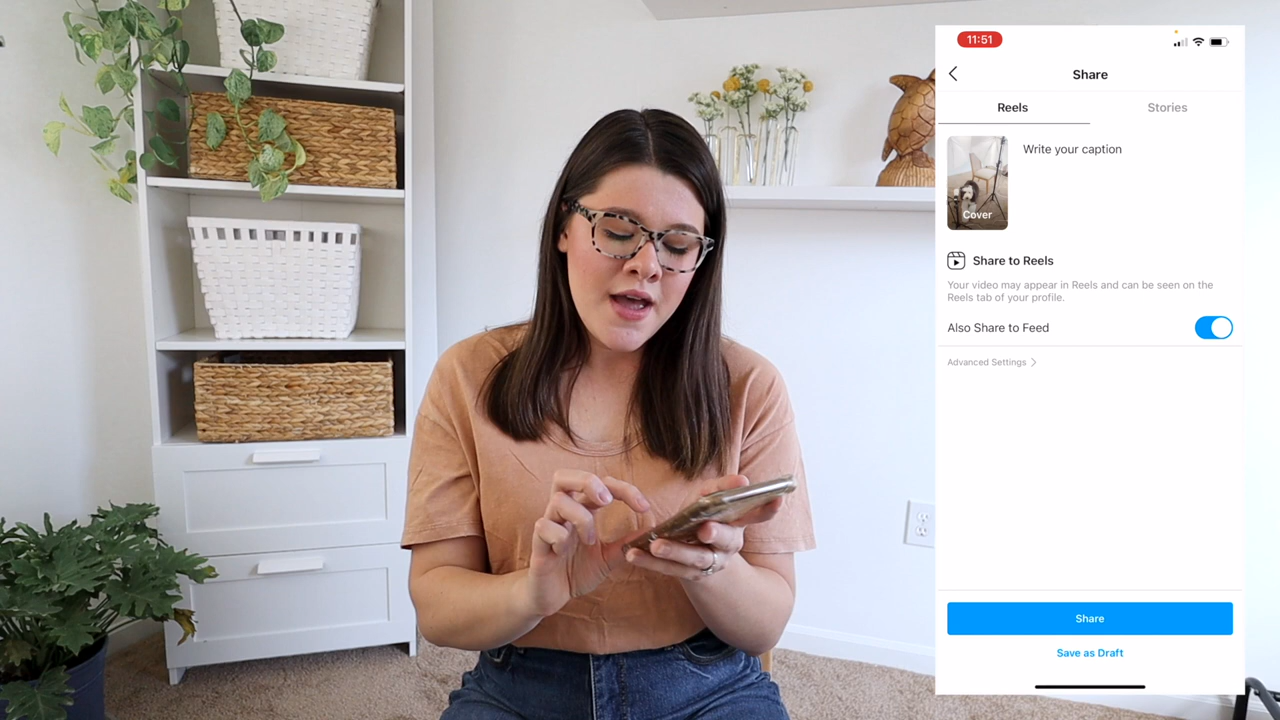 11:51
Share
Reels
Stories
Write your caption
Cover
Share to Reels
Your video may appear in Reels and can be seen on the
Reels tab of your profile.
Also Share to Feed
Advanced Settings
Share
Save as Draft